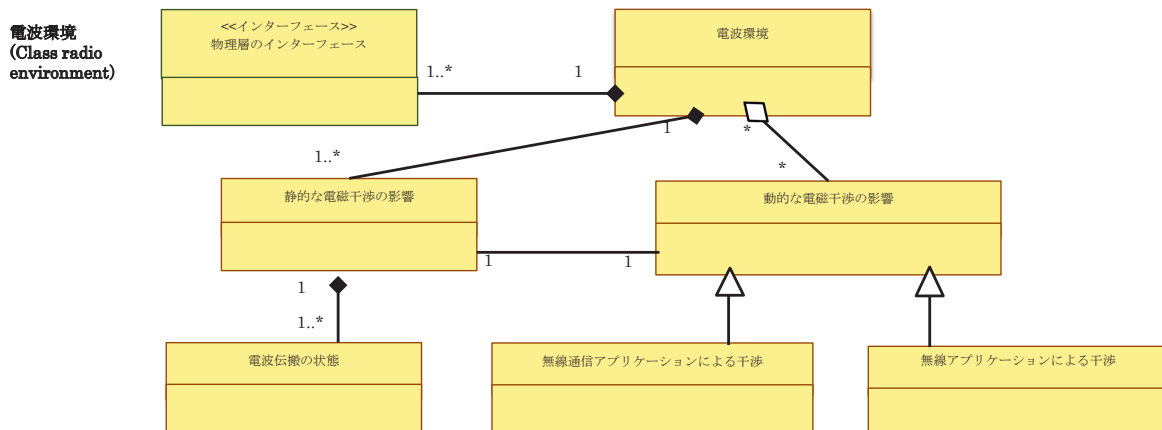 電波環境
(Class radio
environment)
<<インターフェース>>
物理層のインターフェース
電波環境
1..*
1
1
*
1..*
*
静的な電磁干渉の影響
動的な電磁干渉の影響
1
1
1
1..*
電波伝搬の状態
無線通信アプリケーションによる干渉
無線アプリケーションによる干渉